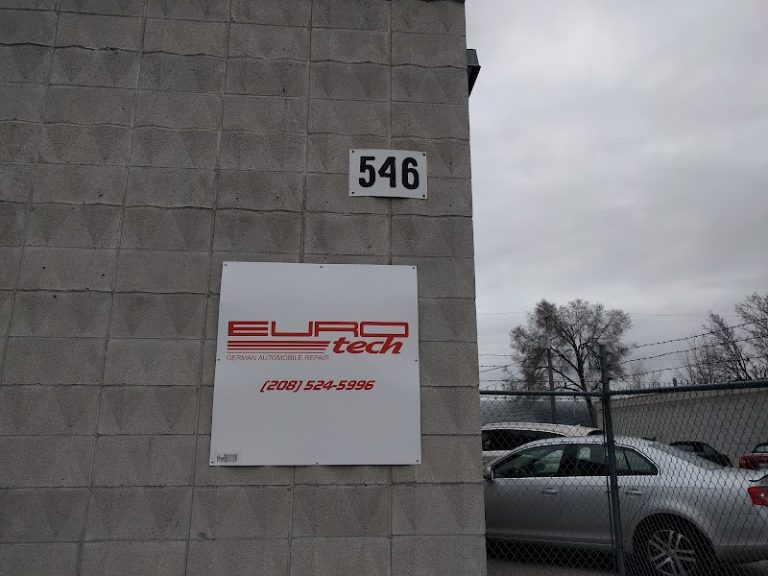 546
EURO
tech
GERMAN AUTOMOBILE REPAIR
(208) 524-5996